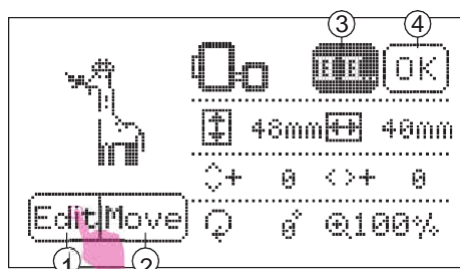 ③ ④
E E.. OK
48mm 40mm
+ 0 <>+ 0
Edit Move 0° 100%
① ②